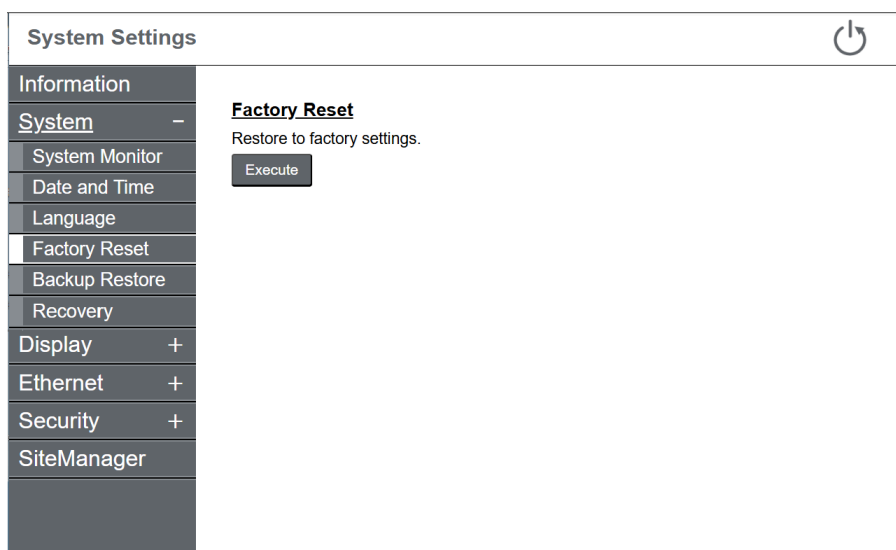 System Settings
Information
System −
System Monitor
Date and Time
Language
Factory Reset
Backup Restore
Recovery
Display +
Ethernet +
Security +
SiteManager
Factory Reset
Restore to factory settings.
Execute